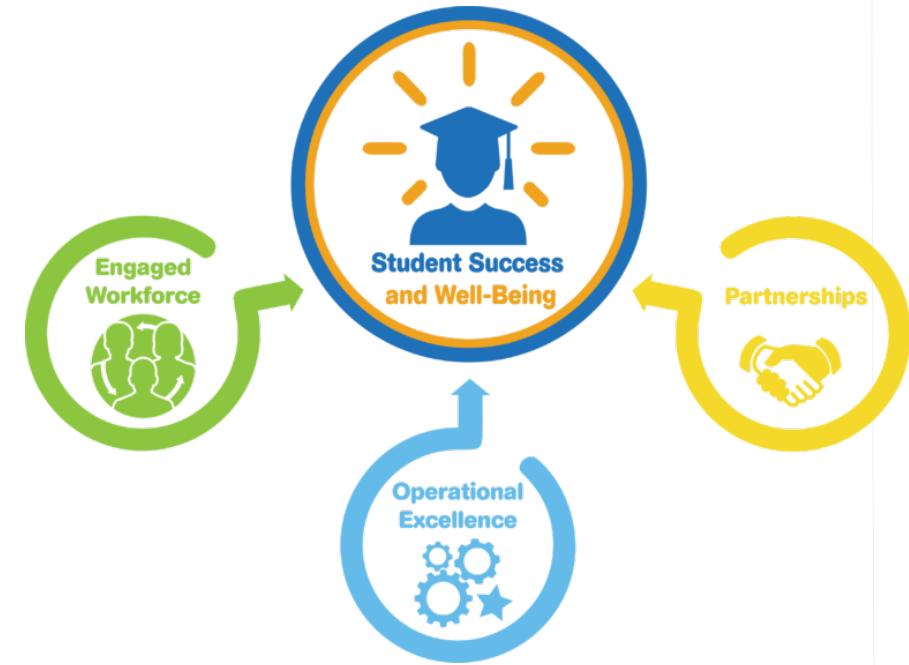 Student Success
and Well-Being
Engaged
Workforce
Partnerships
Operational
Excellence